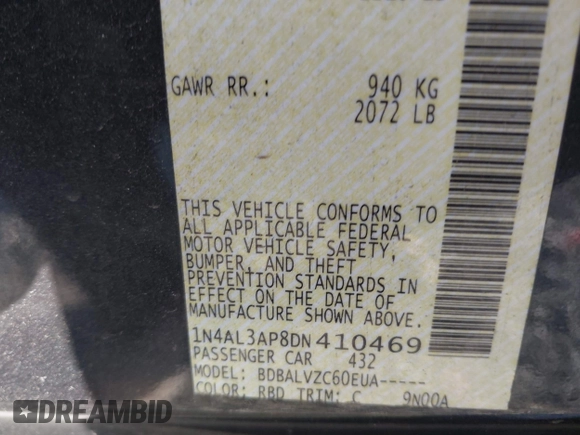 GAWR RR.: 940 KG
2072 LB
THIS VEHICLE CONFORMS TO
ALL APPLICABLE FEDERAL
MOTOR VEHICLE SAFETY,
BUMPER, AND THEFT
PREVENTION STANDARDS IN
EFFECT ON THE DATE OF
MANUFACTURE SHOWN ABOVE.
1N4AL3AP8DN410469
PASSENGER CAR 432
MODEL: BDBALVZC60EUA-----
COLOR: RBD TRIM: C 9N00A
DREAMBID